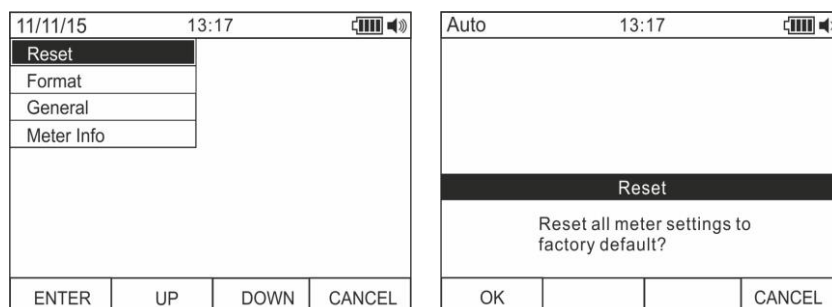 11/11/15 13:17
Reset
Format
General
Meter Info
ENTER UP DOWN CANCEL
Auto 13:17
Reset
Reset all meter settings to
factory default?
OK CANCEL